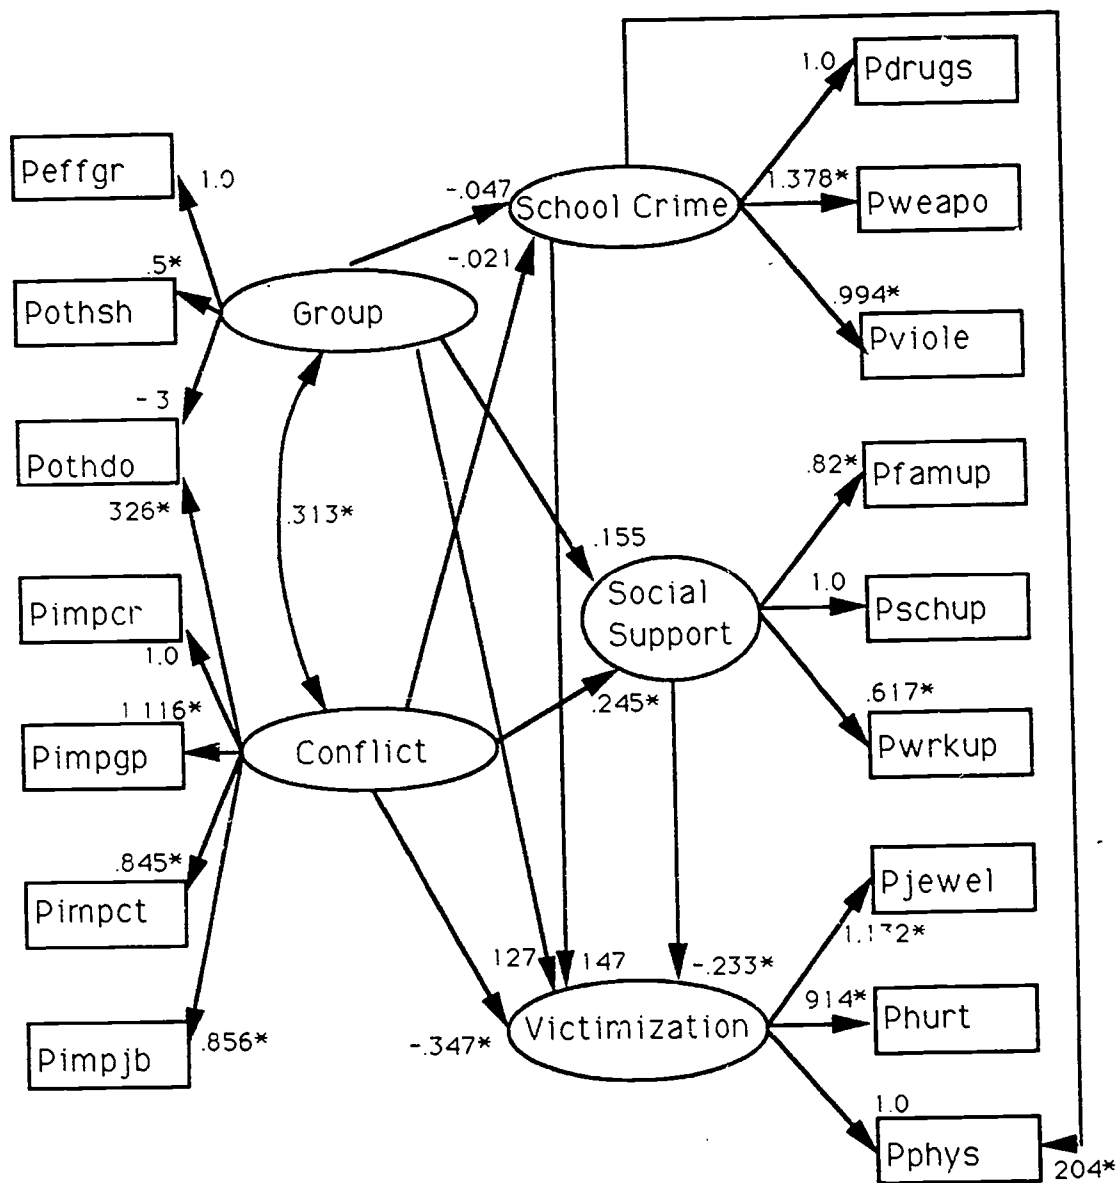 1.0
Pdrugs
Peffgr
1.0
-.047
School Crime
1.378*
Pweapo
-.021
.5*
Pothsh
Group
.994*
Pviole
- 3
Pothdo
326*
.313*
.82*
Pfamup
.155
Social
Support
1.0
Pschup
Pimpcr
1.0
1 116*
Pimpgp
Conflict
.245*
.617*
Pwrkup
.845*
Pimpct
Pjewel
127
147
-.233*
914*
Phurt
Victimization
-.347*
.856*
Pimpjb
1.0
Pphys
204*